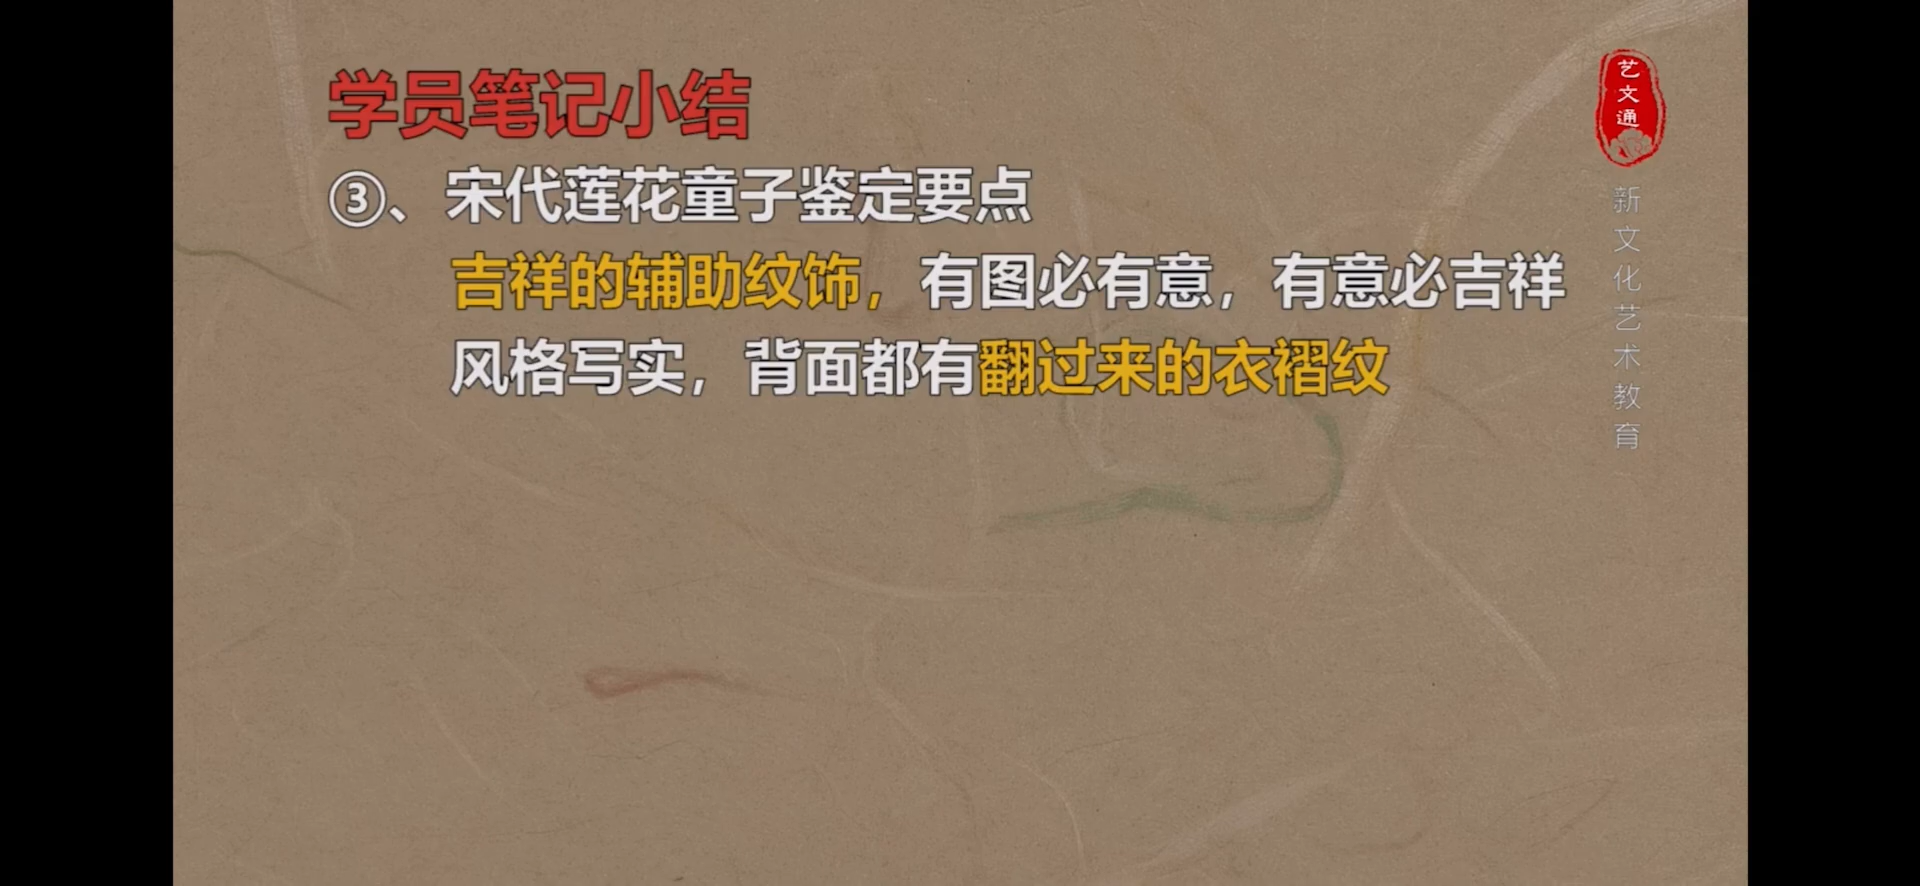 学员笔记小结
③、宋代莲花童子鉴定要点
吉祥的辅助纹饰，有图必有意，有意必吉祥
风格写实，背面都有翻过来的衣褶纹
艺文通
新文化艺术教育